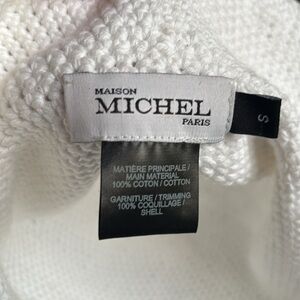 MAISON
MICHEL
PARIS
S
MATIÈRE PRINCIPALE /
MAIN MATERIAL
100% COTON / COTTON
GARNITURE / TRIMMING
100% COQUILLAGE /
SHELL